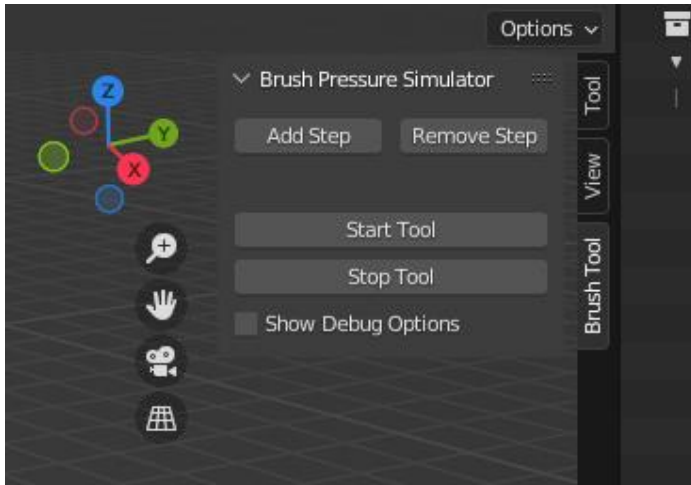 Options
Brush Pressure Simulator
Add Step
Remove Step
Start Tool
Stop Tool
Show Debug Options
Tool
View
Brush Tool
Z
Y
X